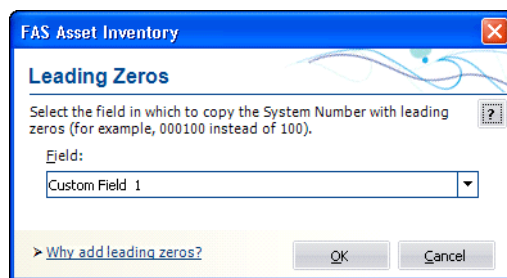 FAS Asset Inventory
Leading Zeros
Select the field in which to copy the System Number with leading
zeros (for example, 000100 instead of 100).
?
Field:
Custom Field 1
> Why add leading zeros?
OK
Cancel